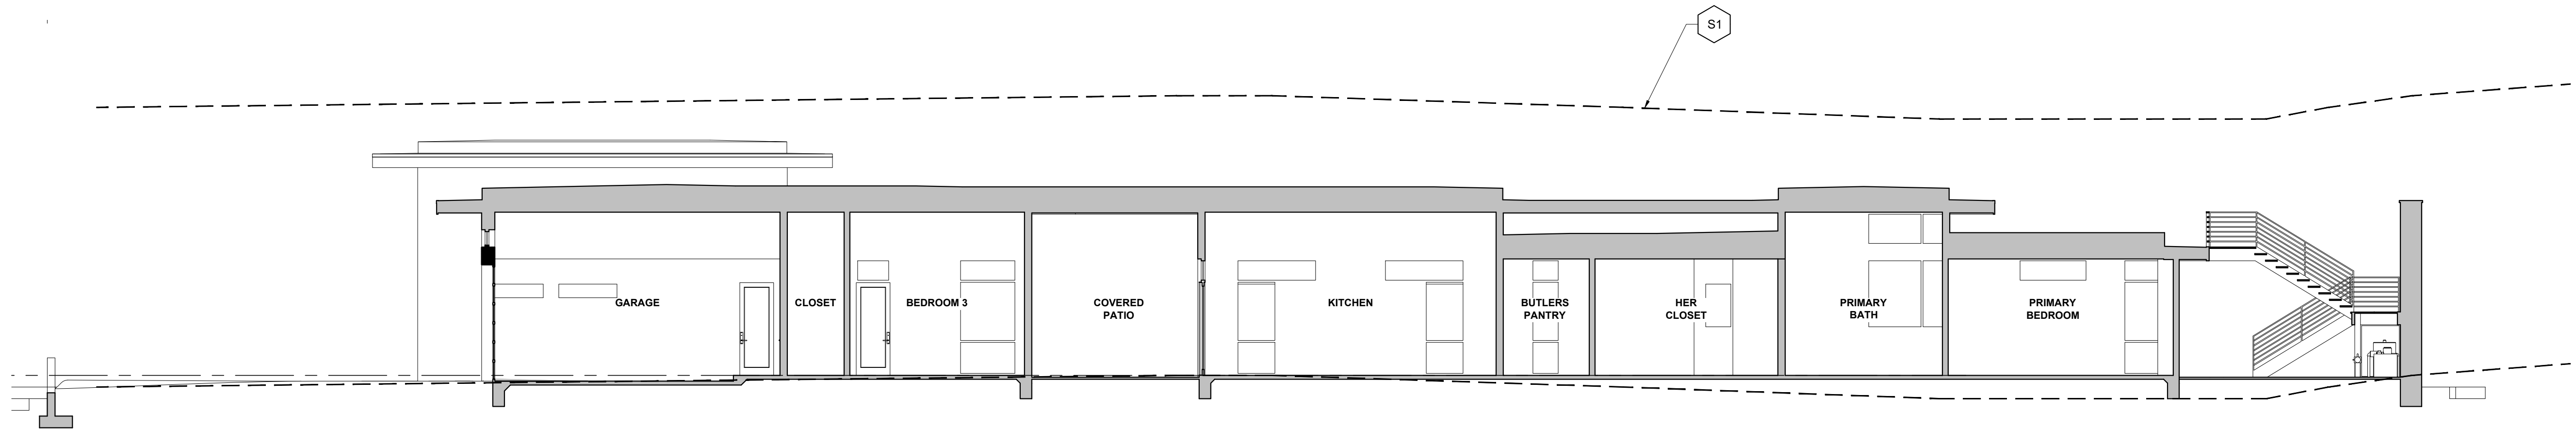 S1
GARAGE
CLOSET
BEDROOM 3
COVERED
PATIO
KITCHEN
BUTLERS
PANTRY
HER
CLOSET
PRIMARY
BATH
PRIMARY
BEDROOM